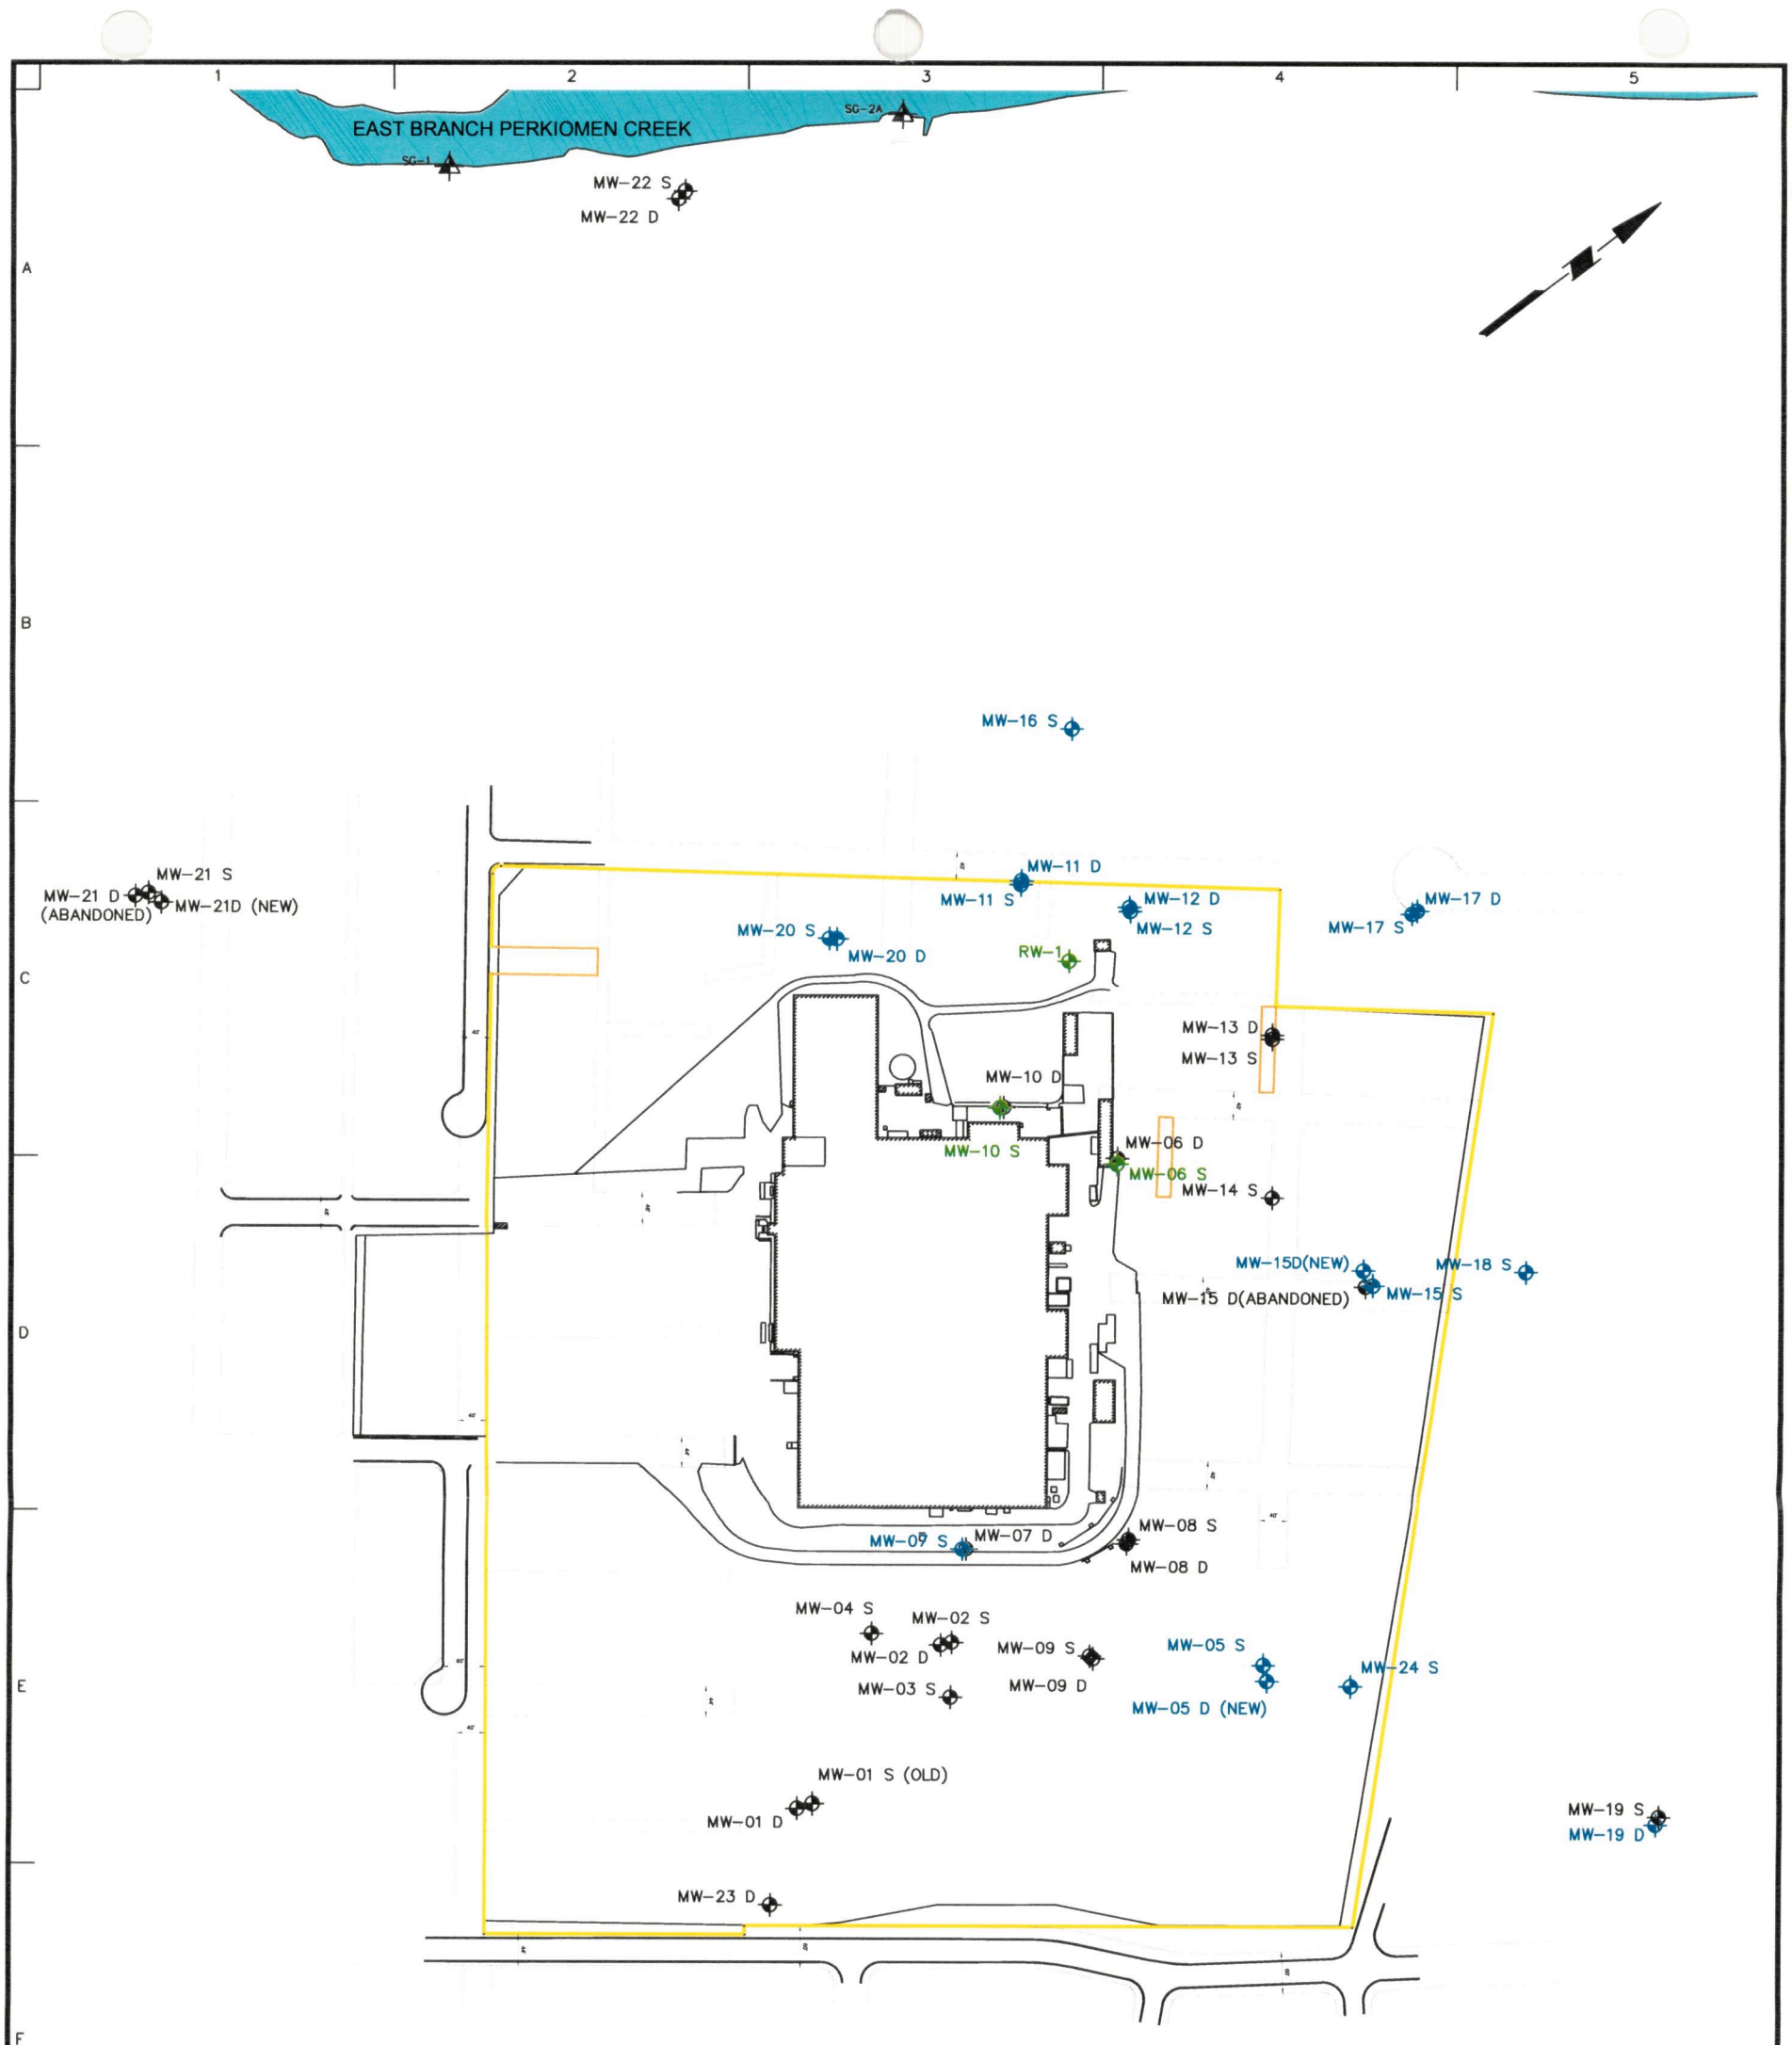 1 2 3 4 5
SG-2A
EAST BRANCH PERKIOMEN CREEK
SG-1
MW-22 S
MW-22 D
A
B
MW-16 S
MW-11 D
MW-11 S
MW-12 D
MW-12 S
MW-17 D
MW-17 S
MW-21 S
MW-21 D
(ABANDONED)
MW-21D (NEW)
MW-20 S
MW-20 D
RW-1
C
MW-13 D
MW-13 S
40'
MW-10 D
MW-10 S
MW-06 D
MW-06 S
MW-14 S
MW-15D(NEW)
MW-18 S
MW-15 D(ABANDONED)
MW-15 S
D
40'
40'
MW-07 D
MW-08 S
MW-08 D
MW-04 S
MW-02 S
MW-02 D
MW-09 S
MW-09 D
MW-03 S
MW-05 S
MW-05 D (NEW)
MW-24 S
E
40'
MW-01 S (OLD)
MW-01 D
MW-19 S
MW-19 D
MW-23 D
F